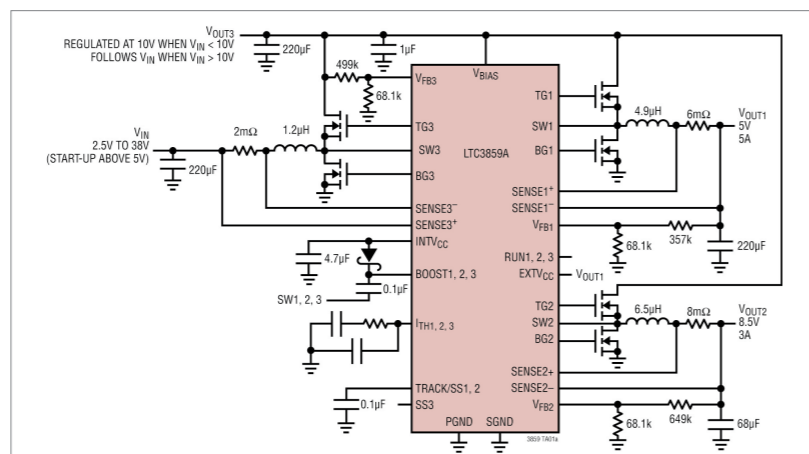 VOUT3
REGULATED AT 10V WHEN VIN < 10V
FOLLOWS VIN WHEN VIN > 10V
220µF
1µF
499k
68.1k
VFB3
VBIAS
TG1
4.9µH
6mΩ
VOUT1
5V
5A
VIN
2.5V TO 38V
(START-UP ABOVE 5V)
2mΩ
1.2µH
220µF
TG3
SW3
BG3
LTC3859A
SW1
BG1
SENSE3–
SENSE3+
SENSE1+
SENSE1–
VFB1
68.1k
357k
220µF
INTVCC
4.7µF
BOOST1, 2, 3
0.1µF
SW1, 2, 3
RUN1, 2, 3
EXTVCC
VOUT1
ITH1, 2, 3
TG2
SW2
BG2
6.5µH
8mΩ
VOUT2
8.5V
3A
SENSE2+
SENSE2–
VFB2
68.1k
649k
68µF
TRACK/SS1, 2
0.1µF
SS3
PGND
SGND
3859 TA01a